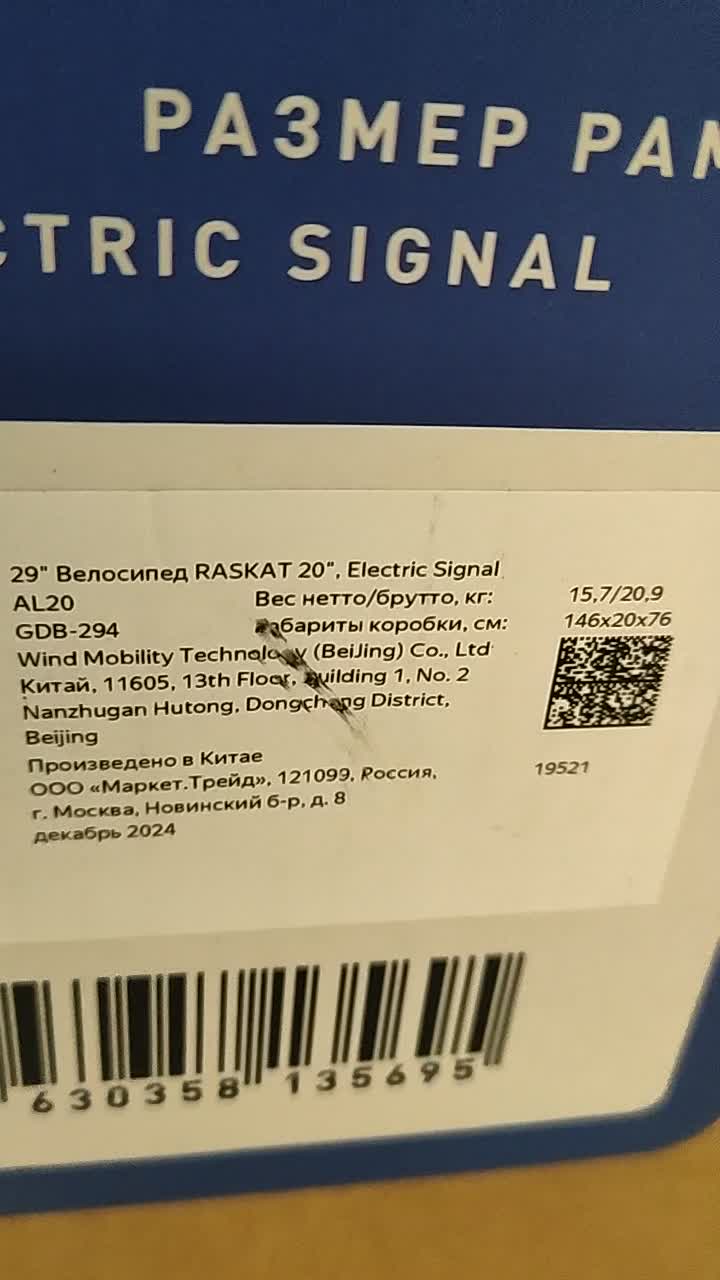 РАЗМЕР РАМ
CTRIC SIGNAL
29" Велосипед RASKAT 20", Electric Signal
AL20
Вес нетто/брутто, кг: 15,7/20,9
GDB-294
габариты коробки, см: 146x20x76
Wind Mobility Technology (BeiJing) Co., Ltd
Китай, 11605, 13th Floor, Building 1, No. 2
Nanzhugan Hutong, Dongcheng District,
Beijing
Произведено в Китае
ООО «Маркет.Трейд», 121099, Россия,
г. Москва, Новинский б-р, д. 8
декабрь 2024
19521
630358 135695